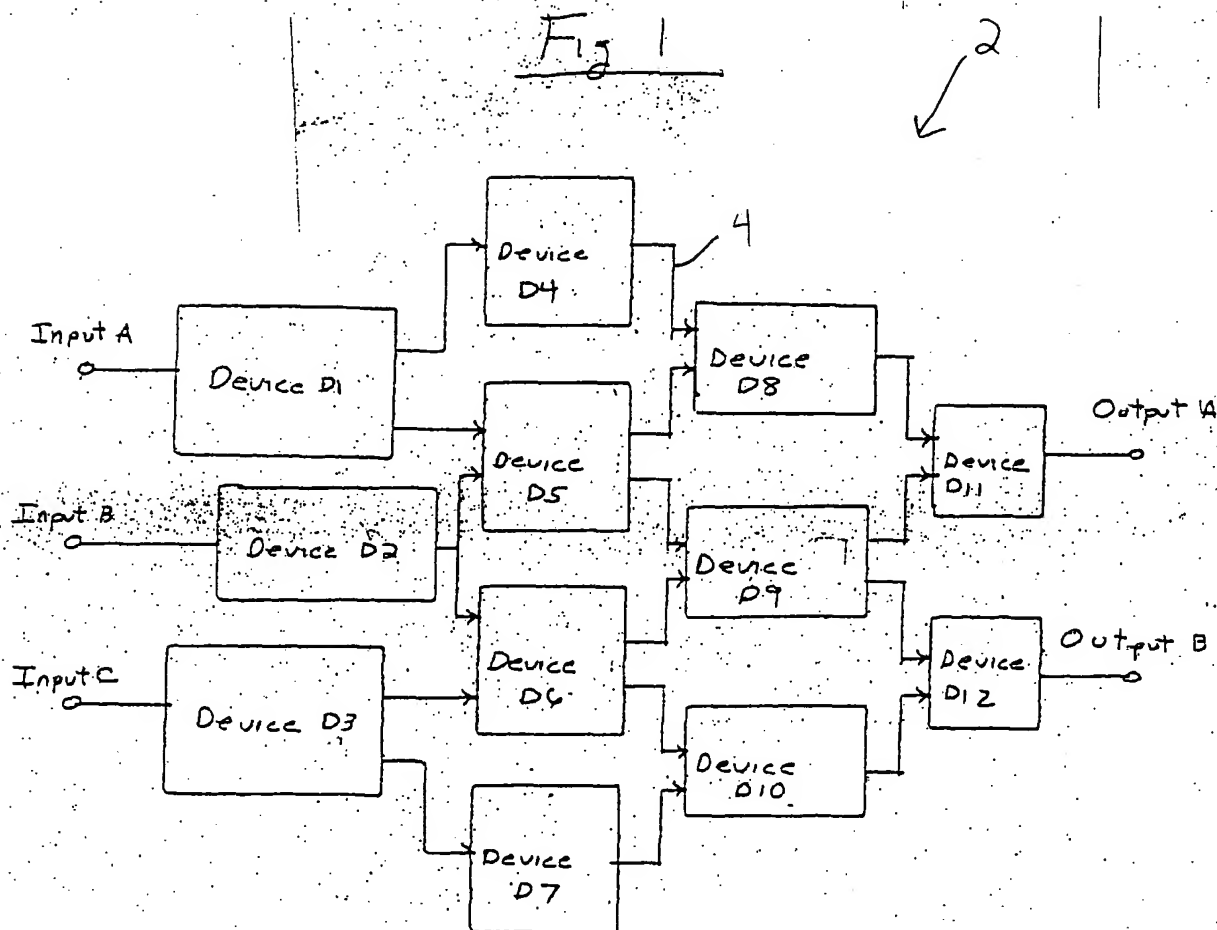 Fig 1
2
4
Input A
Device D1
Device
D4
Device
D8
Output A
Device
D11
Device
D5
Input B
Device D2
Device
D9
Output B
Device
D12
Device
D6
Input C
Device D3
Device
D10
Device
D7